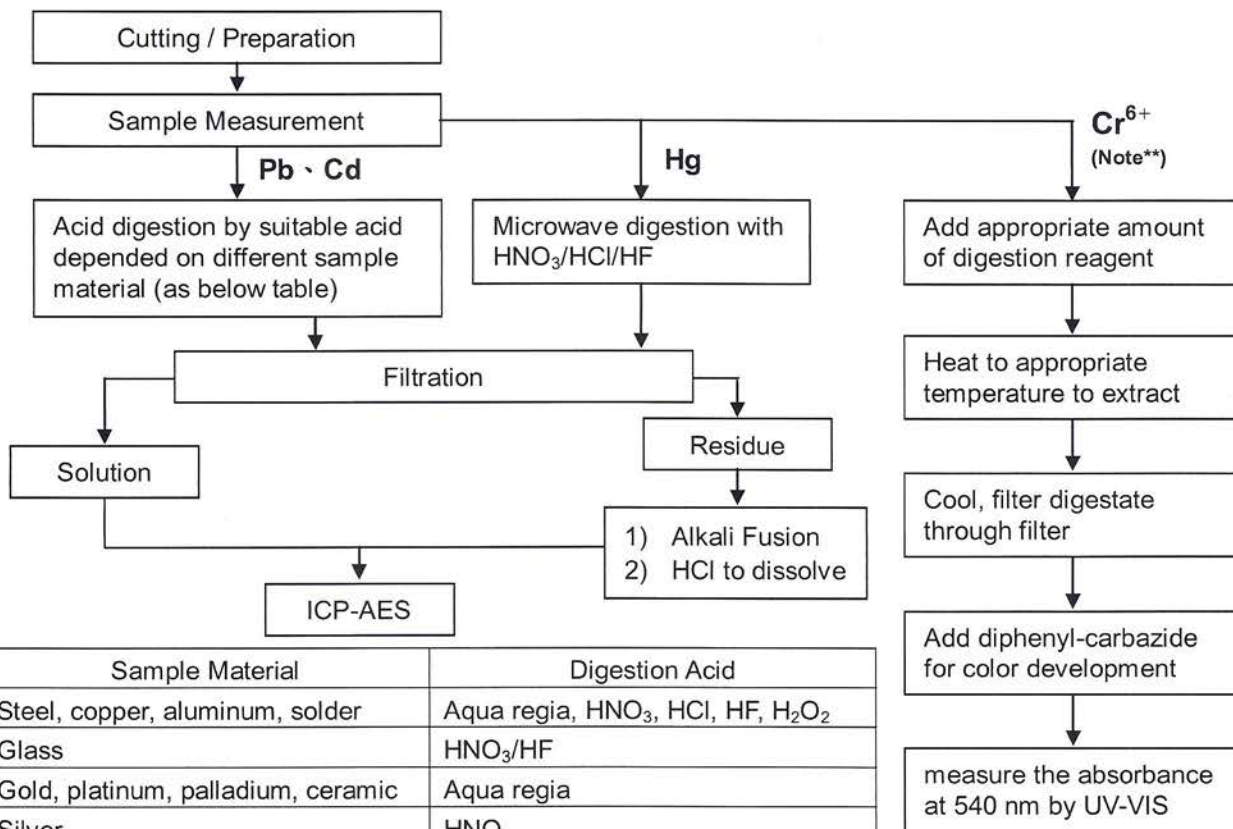 Cutting / Preparation
Sample Measurement
Pb、Cd
Hg
Cr⁶⁺
(Note**)
Acid digestion by suitable acid
depended on different sample
material (as below table)
Microwave digestion with
HNO₃/HCl/HF
Add appropriate amount
of digestion reagent
Filtration
Heat to appropriate
temperature to extract
Solution
Residue
Cool, filter digestate
through filter
1) Alkali Fusion
2) HCl to dissolve
ICP-AES
Add diphenyl-carbazide
for color development
measure the absorbance
at 540 nm by UV-VIS
Sample Material Digestion Acid
Steel, copper, aluminum, solder Aqua regia, HNO₃, HCl, HF, H₂O₂
Glass HNO₃/HF
Gold, platinum, palladium, ceramic Aqua regia
Silver